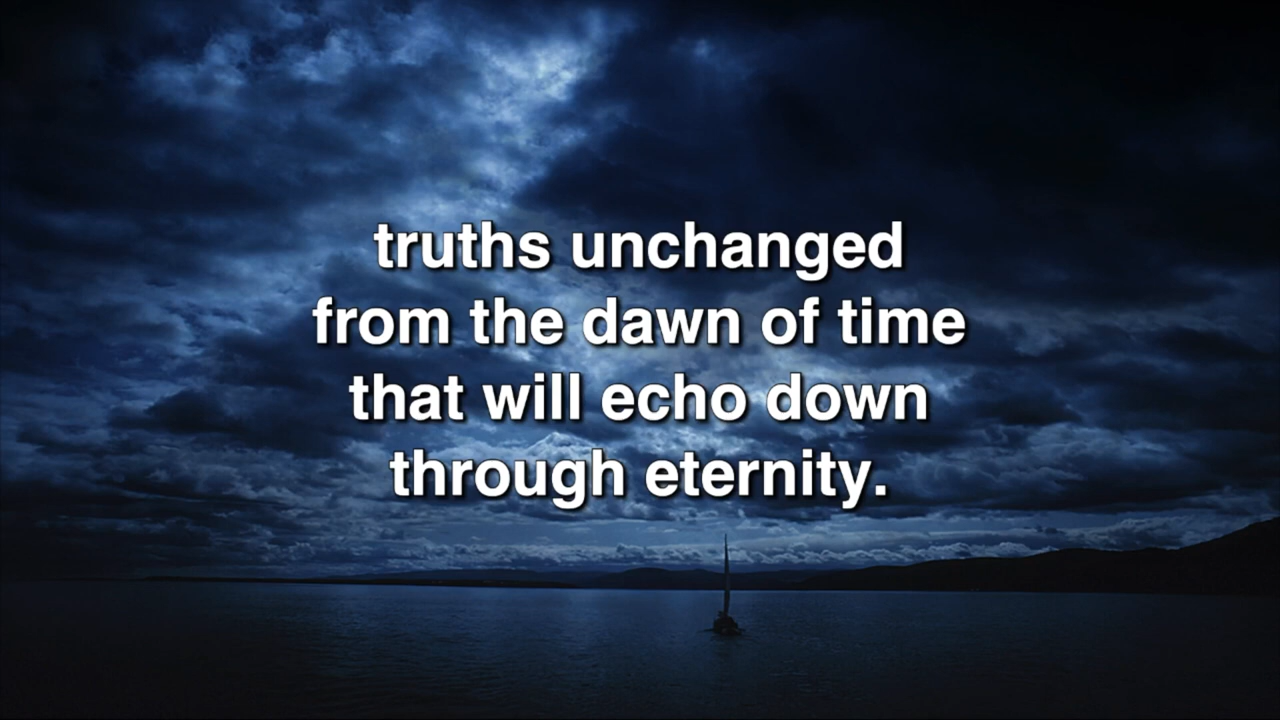 truths unchanged
from the dawn of time
that will echo down
through eternity.